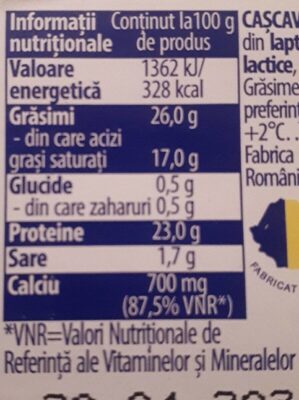 Informații Conținut la 100 g
nutriționale de produs
Valoare 1362 kJ/
energetică 328 kcal
Grăsimi 26,0 g
- din care acizi
grași saturați 17,0 g
Glucide 0,5 g
- din care zaharuri 0,5 g
Proteine 23,0 g
Sare 1,7 g
Calciu 700 mg
(87,5% VNR*)
*VNR=Valori Nutriționale de
Referință ale Vitaminelor și Mineralelor
din lapt
lactice,
Grăsime
preferin
+2°C.
Fabrica
Români
FABRICAT